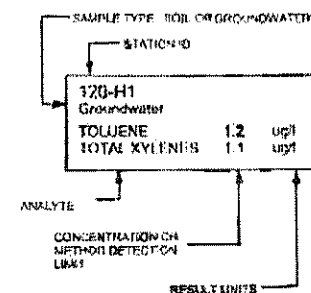 SAMPLE TYPE SOIL OR GROUNDWATER
STATION ID
120-H1
Groundwater
TOLUENE 1.2 ug/l
TOTAL XYLENES 1.1 ug/l
ANALYTE
CONCENTRATION OR
METHOD DETECTION
LIMIT
RESULT UNITS